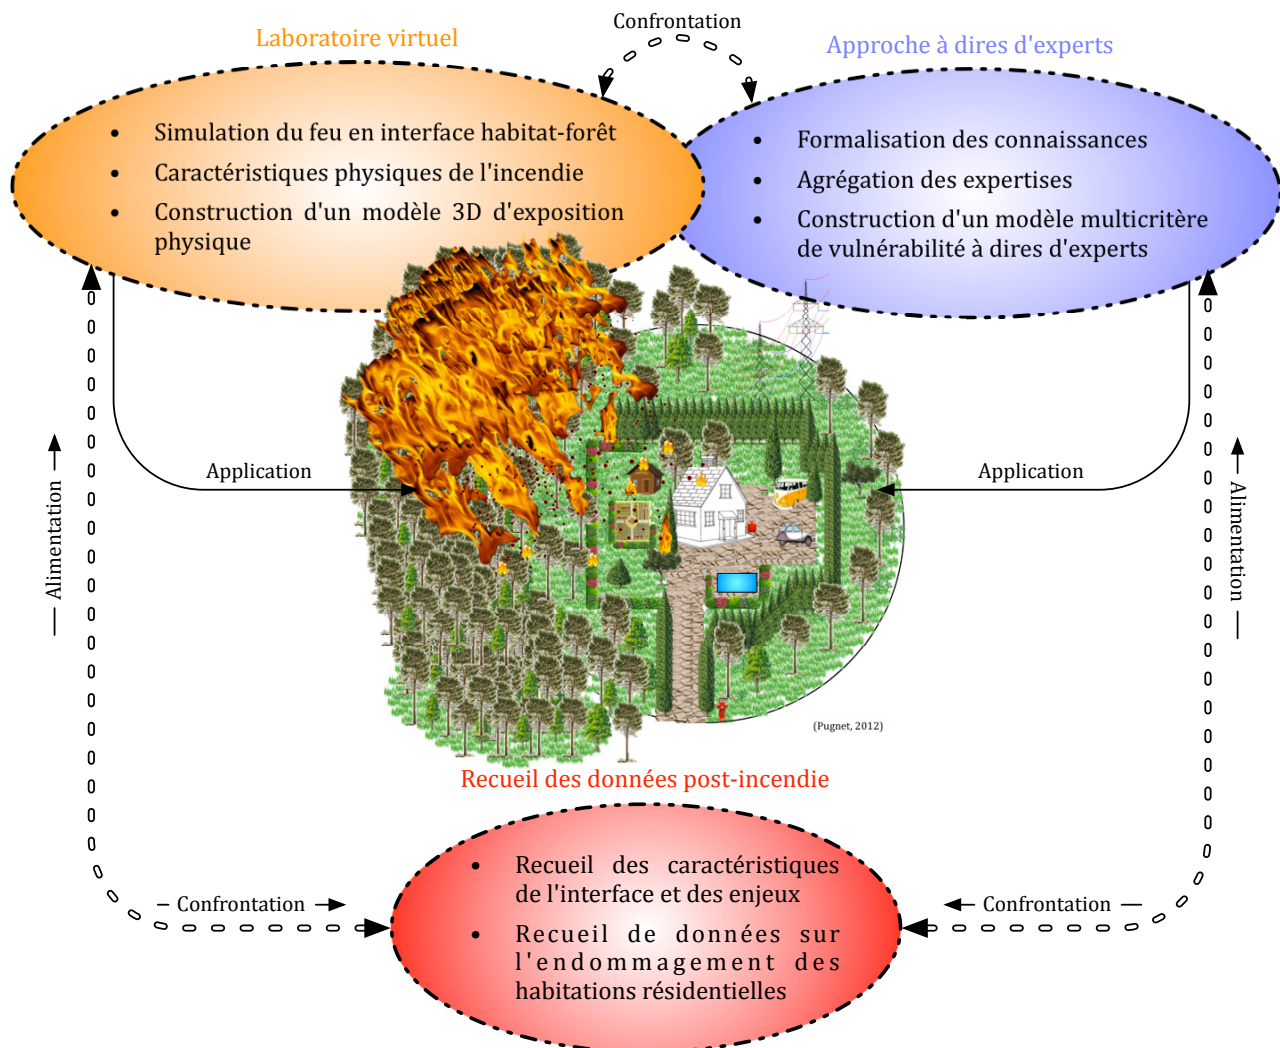 Confrontation
Laboratoire virtuel
Approche à dires d'experts
• Simulation du feu en interface habitat-forêt
• Caractéristiques physiques de l'incendie
• Construction d'un modèle 3D d'exposition
physique
• Formalisation des connaissances
• Agrégation des expertises
• Construction d'un modèle multicritère
de vulnérabilité à dires d'experts
Application
Application
Alimentation
Alimentation
(Pugnet, 2012)
Recueil des données post-incendie
• Recueil des caractéristiques
de l'interface et des enjeux
• Recueil de données sur
l'endommagement des
habitations résidentielles
Confrontation
Confrontation